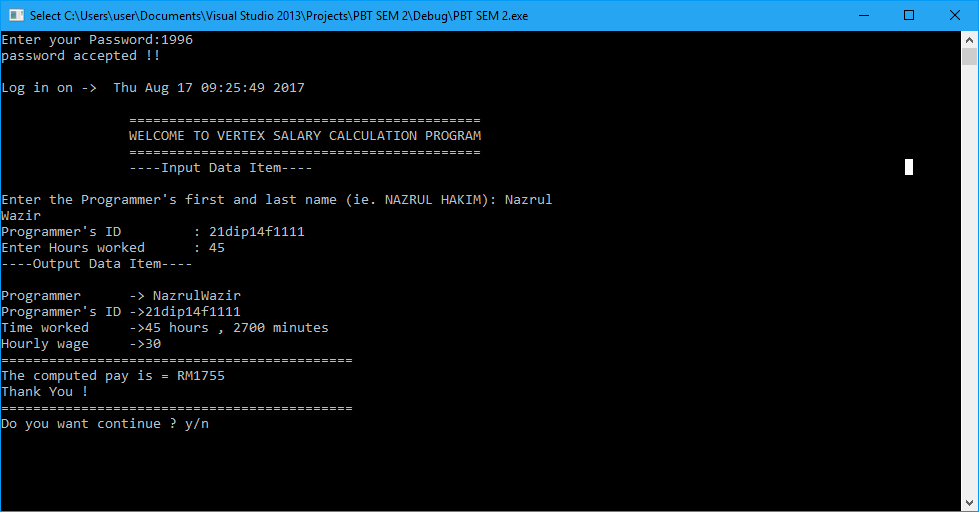 Select C:\Users\user\Documents\Visual Studio 2013\Projects\PBT SEM 2\Debug\PBT SEM 2.exe
Enter your Password:1996
password accepted !!
Log in on ->  Thu Aug 17 09:25:49 2017
============================================
WELCOME TO VERTEX SALARY CALCULATION PROGRAM
============================================
----Input Data Item----
Enter the Programmer's first and last name (ie. NAZRUL HAKIM): Nazrul
Wazir
Programmer's ID         : 21dip14f1111
Enter Hours worked      : 45
----Output Data Item----
Programmer      -> NazrulWazir
Programmer's ID ->21dip14f1111
Time worked     ->45 hours , 2700 minutes
Hourly wage     ->30
============================================
The computed pay is = RM1755
Thank You !
============================================
Do you want continue ? y/n